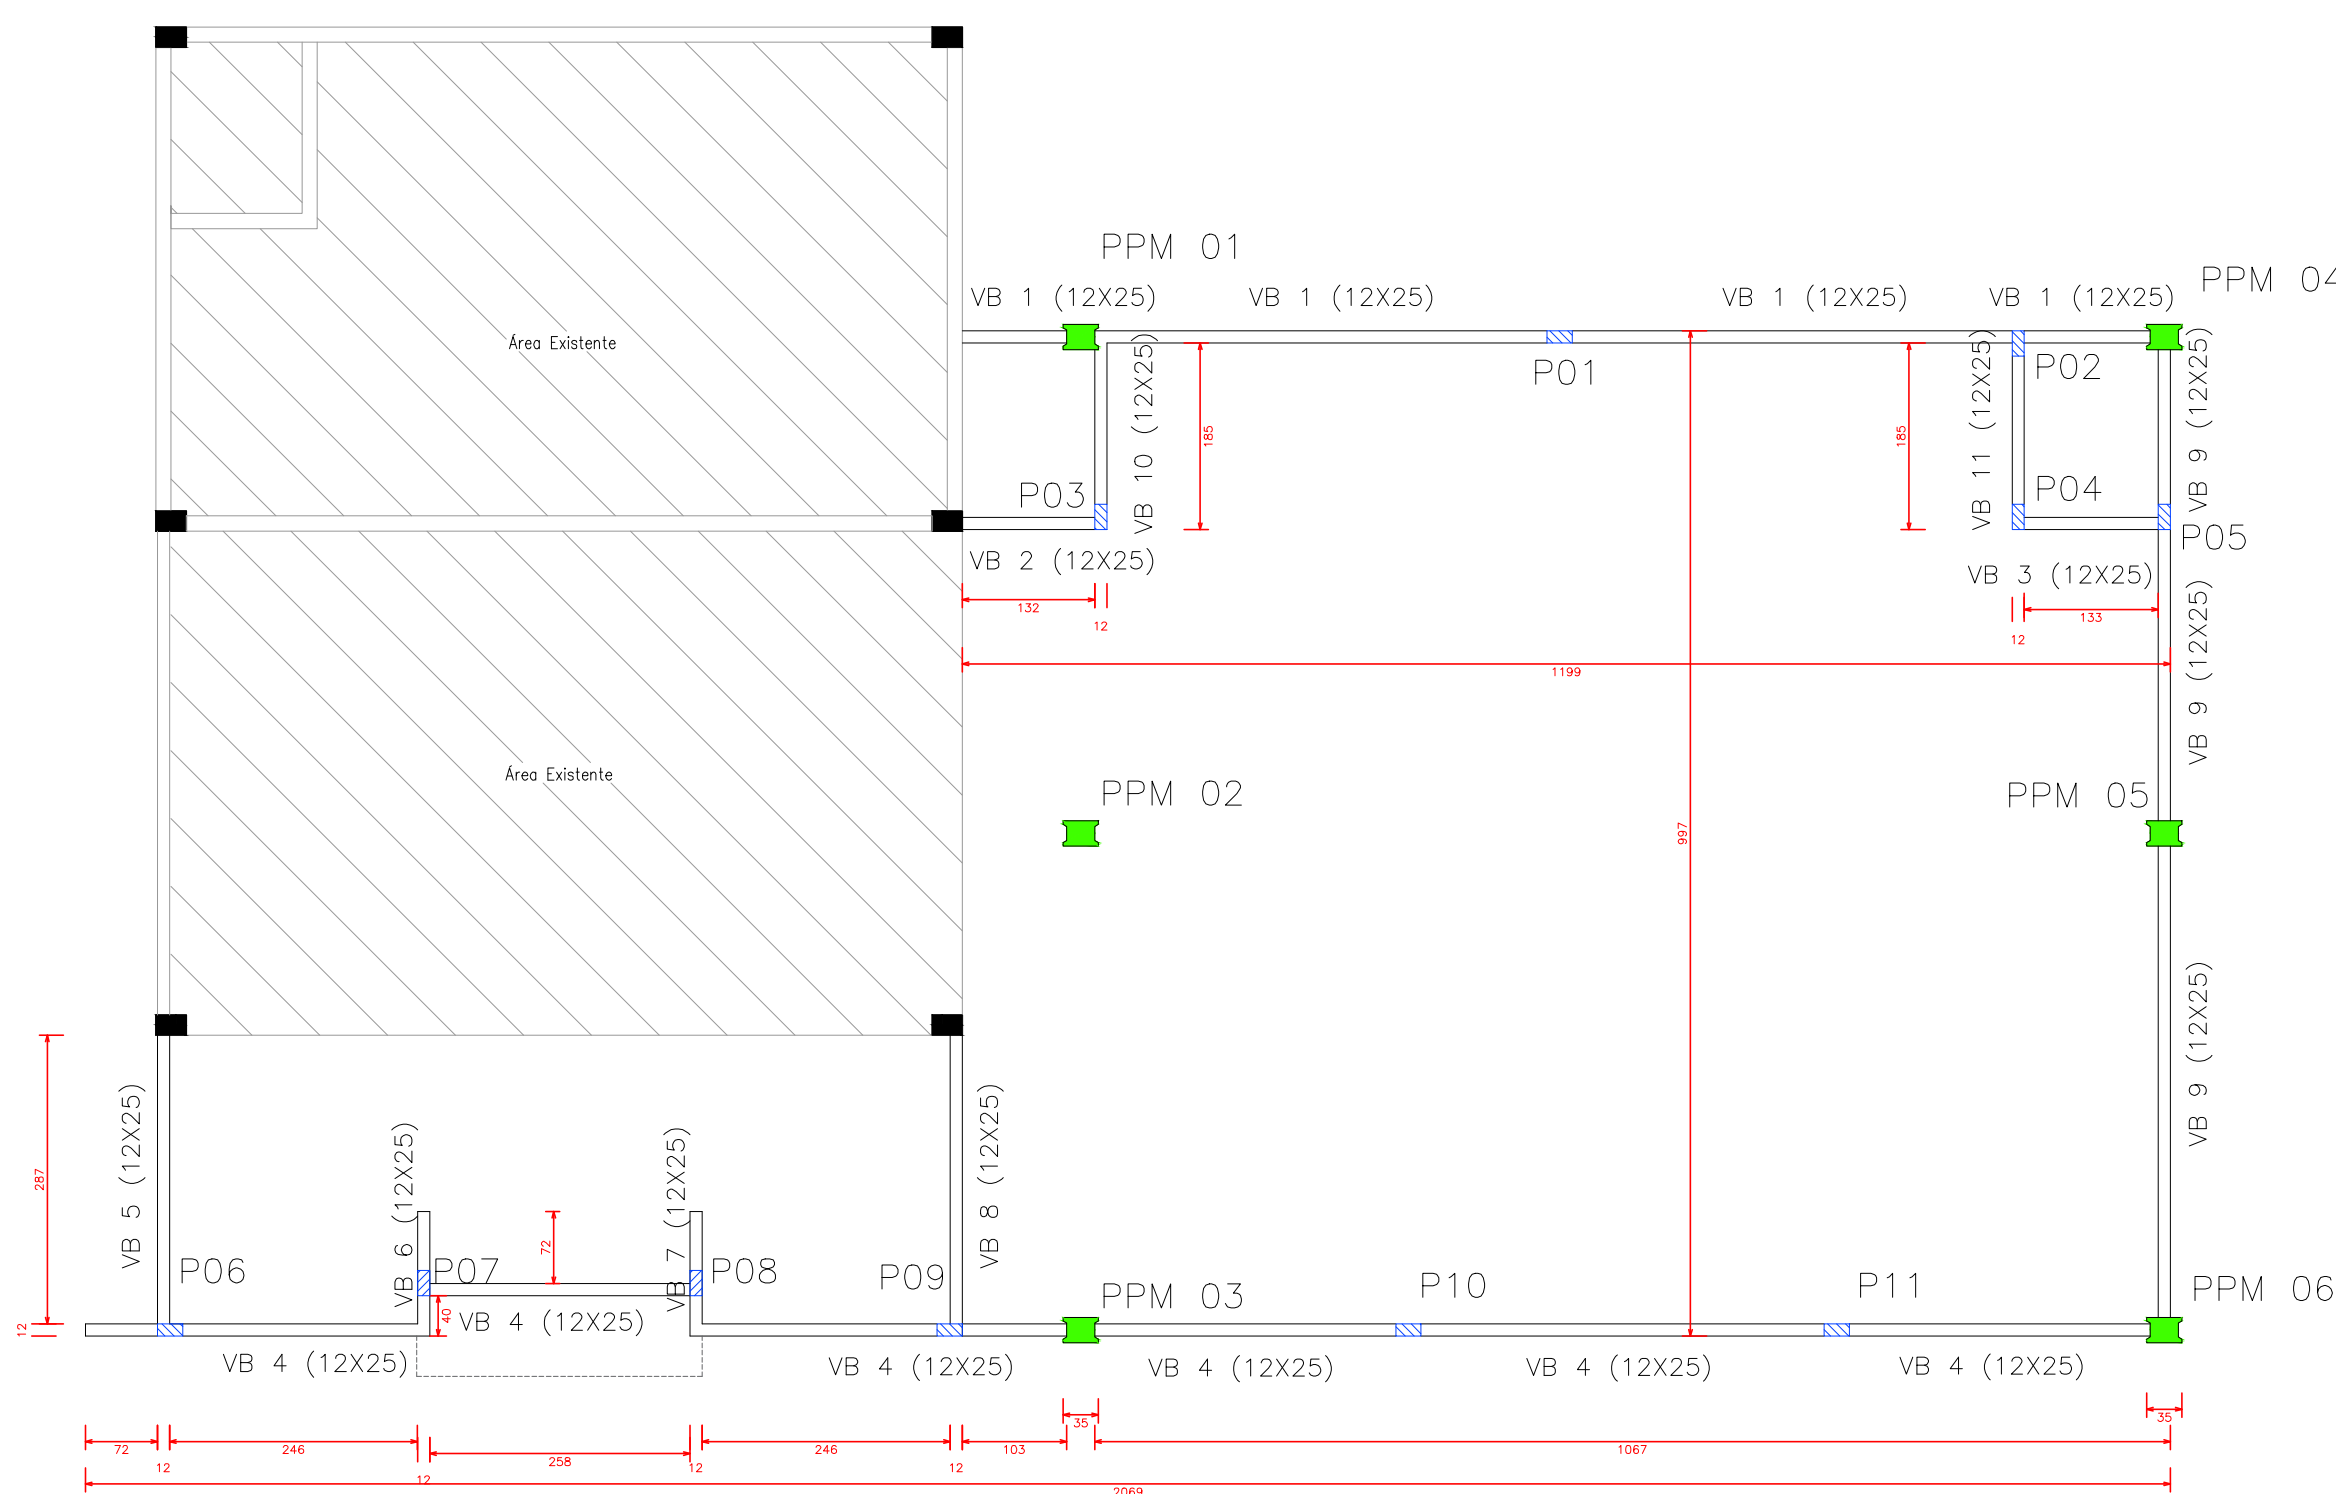 PPM 01
PPM 04
VB 1 (12X25)
VB 1 (12X25)
VB 1 (12X25)
VB 1 (12X25)
Área Existente
P01
P02
VB 10 (12X25)
185
185
VB 11 (12X25)
VB 9 (12X25)
P03
P04
P05
VB 2 (12X25)
VB 3 (12X25)
132
12
133
12
1199
VB 9 (12X25)
Área Existente
PPM 02
PPM 05
997
VB 9 (12X25)
287
12
VB 5 (12X25)
VB 6 (12X25)
VB 7 (12X25)
VB 8 (12X25)
72
P06
P07
P08
P09
PPM 03
P10
P11
PPM 06
40
VB 4 (12X25)
VB 4 (12X25)
VB 4 (12X25)
VB 4 (12X25)
VB 4 (12X25)
VB 4 (12X25)
35
35
72
246
246
103
1067
258
12
12
12
12
2069